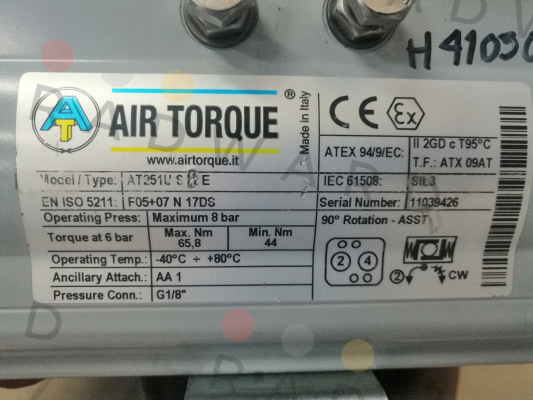 H 41030
AT
AIR TORQUE ®
www.airtorque.it
Made in Italy
CE Ex
ATEX 94/9/EC: II 2GD c T95°C
T.F.: ATX 09AT
Model / Type: AT251U S E
IEC 61508: SIL3
EN ISO 5211: F05+07 N 17DS
Serial Number: 11039426
Operating Press: Maximum 8 bar
90° Rotation - ASST
Torque at 6 bar
Max. Nm 65,8
Min. Nm 44
Operating Temp.: -40°C ÷ +80°C
Ancillary Attach.: AA 1
Pressure Conn.: G1/8"
2 4
2 CW